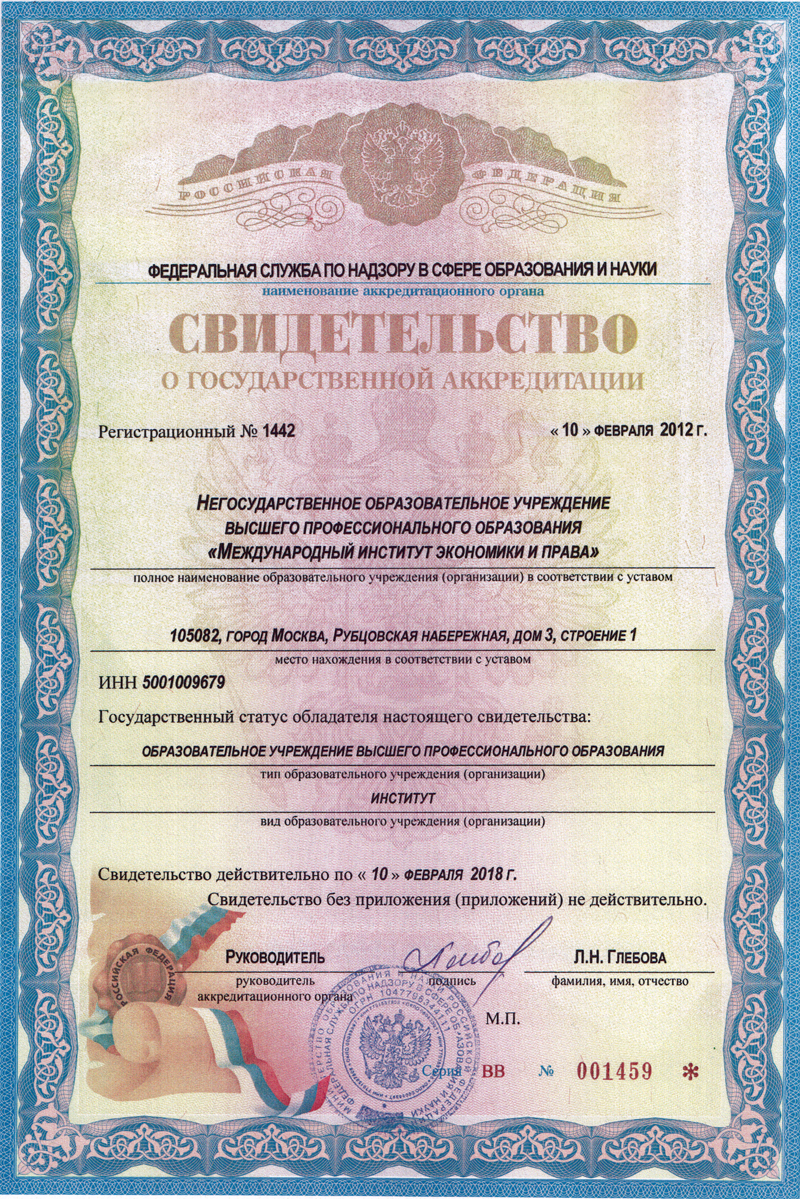 РОССИЙСКАЯ ФЕДЕРАЦИЯ
ФЕДЕРАЛЬНАЯ СЛУЖБА ПО НАДЗОРУ В СФЕРЕ ОБРАЗОВАНИЯ И НАУКИ
наименование аккредитационного органа
СВИДЕТЕЛЬСТВО
О ГОСУДАРСТВЕННОЙ АККРЕДИТАЦИИ
Регистрационный № 1442 « 10 » ФЕВРАЛЯ 2012 г.
НЕГОСУДАРСТВЕННОЕ ОБРАЗОВАТЕЛЬНОЕ УЧРЕЖДЕНИЕ
ВЫСШЕГО ПРОФЕССИОНАЛЬНОГО ОБРАЗОВАНИЯ
«МЕЖДУНАРОДНЫЙ ИНСТИТУТ ЭКОНОМИКИ И ПРАВА»
полное наименование образовательного учреждения (организации) в соответствии с уставом
105082, ГОРОД МОСКВА, РУБЦОВСКАЯ НАБЕРЕЖНАЯ, ДОМ 3, СТРОЕНИЕ 1
место нахождения в соответствии с уставом
ИНН 5001009679
Государственный статус обладателя настоящего свидетельства:
ОБРАЗОВАТЕЛЬНОЕ УЧРЕЖДЕНИЕ ВЫСШЕГО ПРОФЕССИОНАЛЬНОГО ОБРАЗОВАНИЯ
тип образовательного учреждения (организации)
ИНСТИТУТ
вид образовательного учреждения (организации)
Свидетельство действительно по « 10 » ФЕВРАЛЯ 2018 г.
Свидетельство без приложения (приложений) не действительно.
РОССИЙСКАЯ ФЕДЕРАЦИЯ
РУКОВОДИТЕЛЬ Л.Н. ГЛЕБОВА
руководитель подпись фамилия, имя, отчество
аккредитационного органа
М.П.
Серия ВВ № 001459 *
ФЕДЕРАЛЬНАЯ СЛУЖБА ПО НАДЗОРУ В СФЕРЕ ОБРАЗОВАНИЯ И НАУКИ